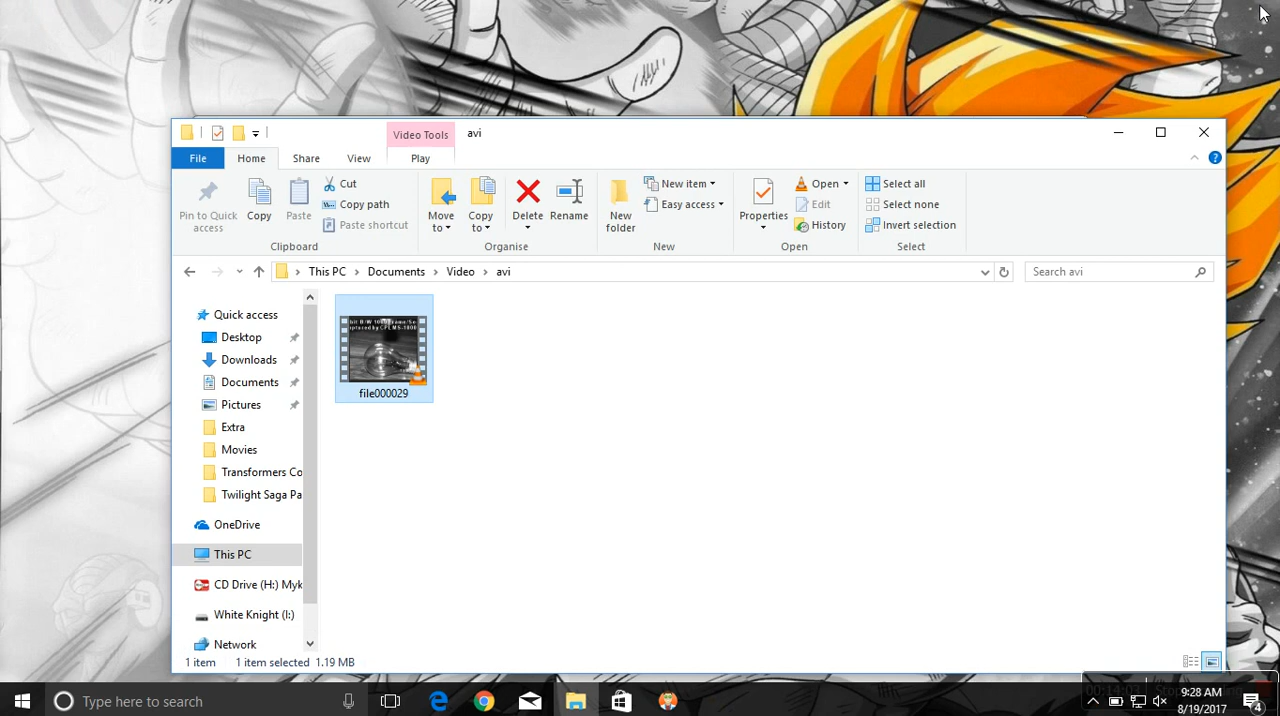 Video Tools
avi
File
Home
Share
View
Play
Pin to Quick access
Copy
Paste
Cut
Copy path
Paste shortcut
Clipboard
Move to
Copy to
Delete
Rename
Organise
New folder
New item
Easy access
New
Properties
Open
Edit
History
Open
Select all
Select none
Invert selection
Select
This PC
Documents
Video
avi
Search avi
Quick access
Desktop
Downloads
Documents
Pictures
Extra
Movies
Transformers Co
Twilight Saga Pa
OneDrive
This PC
CD Drive (H:) Myk
White Knight (I:)
Network
file000029
1 item
1 item selected 1.19 MB
Type here to search
9:28 AM
8/19/2017
4